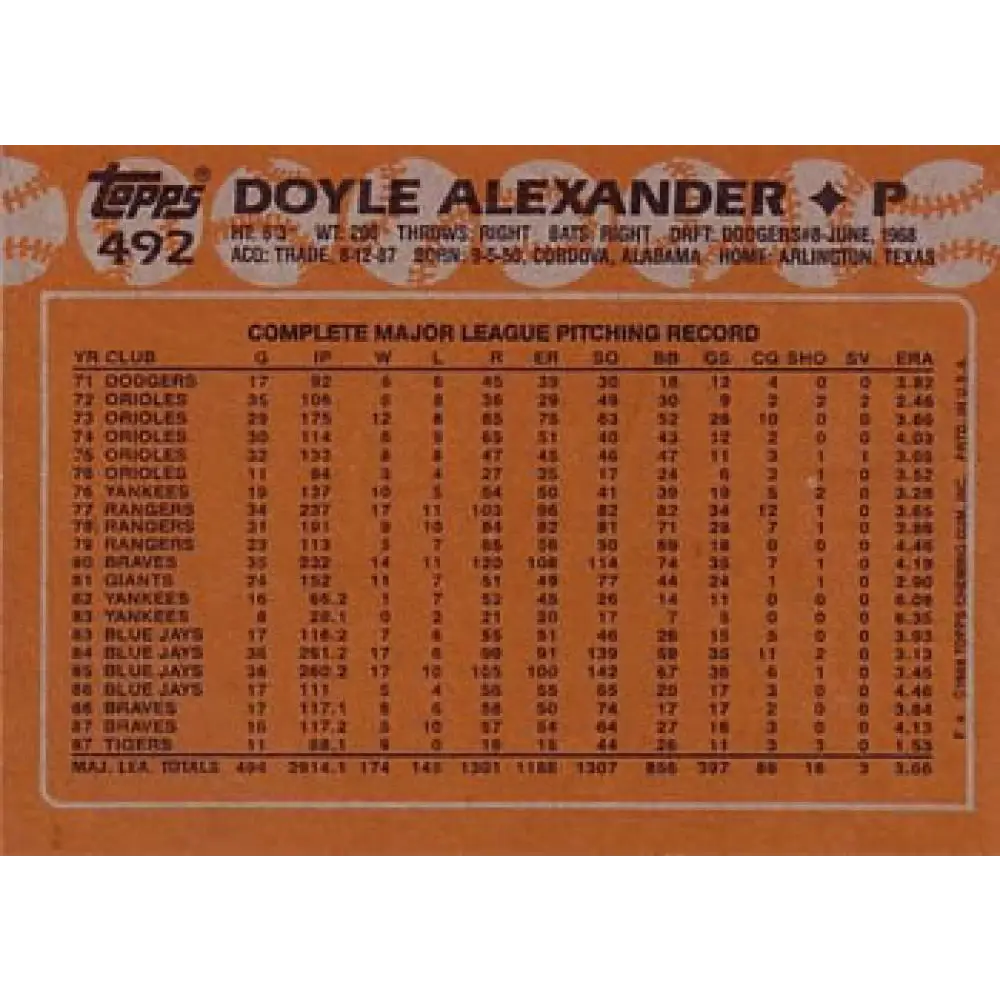 TOPPS® DOYLE ALEXANDER ✦ P
492 HT: 6'3" WT: 200 THROWS: RIGHT BATS: RIGHT DRAFT: DODGERS #8-JUNE, 1968
ACQ: TRADE, 8-12-87 BORN: 9-5-50, CORDOVA, ALABAMA HOME: ARLINGTON, TEXAS
COMPLETE MAJOR LEAGUE PITCHING RECORD
YR CLUB G IP W L R ER SO BB GS CG SHO SV ERA
71 DODGERS 17 92 6 6 45 39 30 18 12 4 0 0 3.82
72 ORIOLES 35 106 6 8 36 29 49 30 9 2 2 2 2.46
73 ORIOLES 29 175 12 8 85 75 63 52 26 10 0 0 3.86
74 ORIOLES 30 114 6 9 65 51 40 43 12 2 0 0 4.03
75 ORIOLES 32 133 8 8 47 45 46 47 11 3 1 1 3.05
76 ORIOLES 11 64 3 4 27 25 17 24 6 3 1 0 3.52
76 YANKEES 19 137 10 5 54 50 41 39 19 5 2 0 3.28
77 RANGERS 34 237 17 11 103 96 82 82 34 12 1 0 3.65
78 RANGERS 31 191 9 10 84 82 81 71 28 7 1 0 3.86
79 RANGERS 23 113 5 7 65 56 50 69 18 0 0 0 4.46
80 BRAVES 35 232 14 11 120 108 114 74 35 7 1 0 4.19
81 GIANTS 24 152 11 7 51 49 77 44 24 1 1 0 2.90
82 YANKEES 16 66.2 1 7 52 45 26 14 11 0 0 0 6.08
83 YANKEES 8 28.1 0 2 21 20 17 7 0 0 0 6.35
83 BLUE JAYS 17 116.2 7 6 55 51 46 26 15 5 0 0 3.93
84 BLUE JAYS 36 261.2 17 6 99 91 139 59 35 11 2 0 3.13
85 BLUE JAYS 36 260.2 17 10 105 100 142 67 36 6 1 0 3.45
86 BLUE JAYS 17 111 5 4 56 55 65 20 17 3 0 0 4.46
86 BRAVES 17 117.1 6 6 56 50 74 17 17 2 0 0 3.84
87 BRAVES 16 117.2 5 10 57 54 64 27 16 3 0 0 4.13
87 TIGERS 11 88.1 9 0 16 15 44 26 11 3 3 0 1.53
MAJ. LEA. TOTALS 494 2914.1 174 145 1301 1188 1307 856 397 88 16 3 3.66
© 1988 TOPPS CHEWING GUM, INC. PRTD. IN U.S.A.